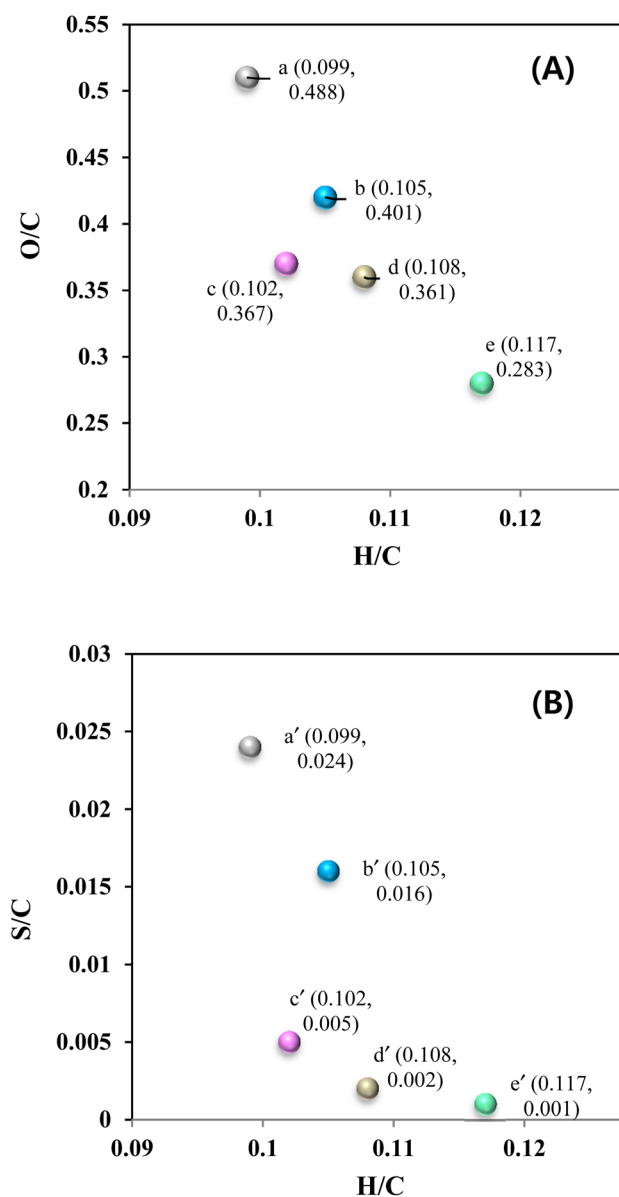 0.55
(A)
a (0.099,
0.488)
0.5
0.45
b (0.105,
0.401)
0.4
O/C
c (0.102,
0.367)
d (0.108,
0.361)
0.35
e (0.117,
0.283)
0.3
0.25
0.2
0.09
0.1
0.11
0.12
H/C
0.03
(B)
0.025
a′ (0.099,
0.024)
0.02
b′ (0.105,
0.016)
0.015
S/C
0.01
c′ (0.102,
0.005)
0.005
d′ (0.108,
0.002)
e′ (0.117,
0.001)
0
0.09
0.1
0.11
0.12
H/C